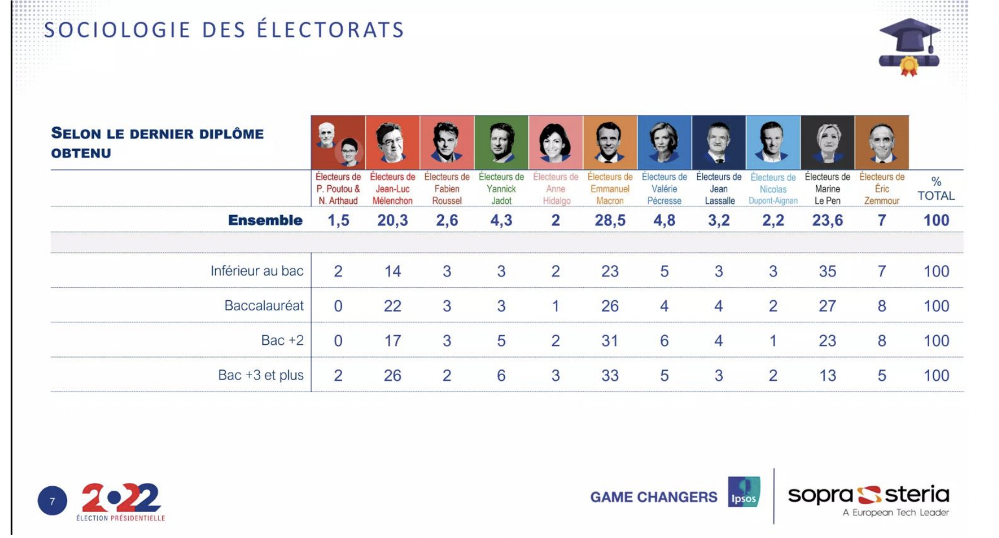 SOCIOLOGIE DES ÉLECTORATS
SELON LE DERNIER DIPLÔME
OBTENU
Électeurs de P. Poutou & N. Arthaud
Électeurs de Jean-Luc Mélenchon
Électeurs de Fabien Roussel
Électeurs de Yannick Jadot
Électeurs de Anne Hidalgo
Électeurs de Emmanuel Macron
Électeurs de Valérie Pécresse
Électeurs de Jean Lassalle
Électeurs de Nicolas Dupont-Aignan
Électeurs de Marine Le Pen
Électeurs de Éric Zemmour
% TOTAL
Ensemble 1,5 20,3 2,6 4,3 2 28,5 4,8 3,2 2,2 23,6 7 100
Inférieur au bac 2 14 3 3 2 23 5 3 3 35 7 100
Baccalauréat 0 22 3 3 1 26 4 4 2 27 8 100
Bac +2 0 17 3 5 2 31 6 4 1 23 8 100
Bac +3 et plus 2 26 2 6 3 33 5 3 2 13 5 100
7
2022
ÉLECTION PRÉSIDENTIELLE
GAME CHANGERS
Ipsos
sopra steria
A European Tech Leader